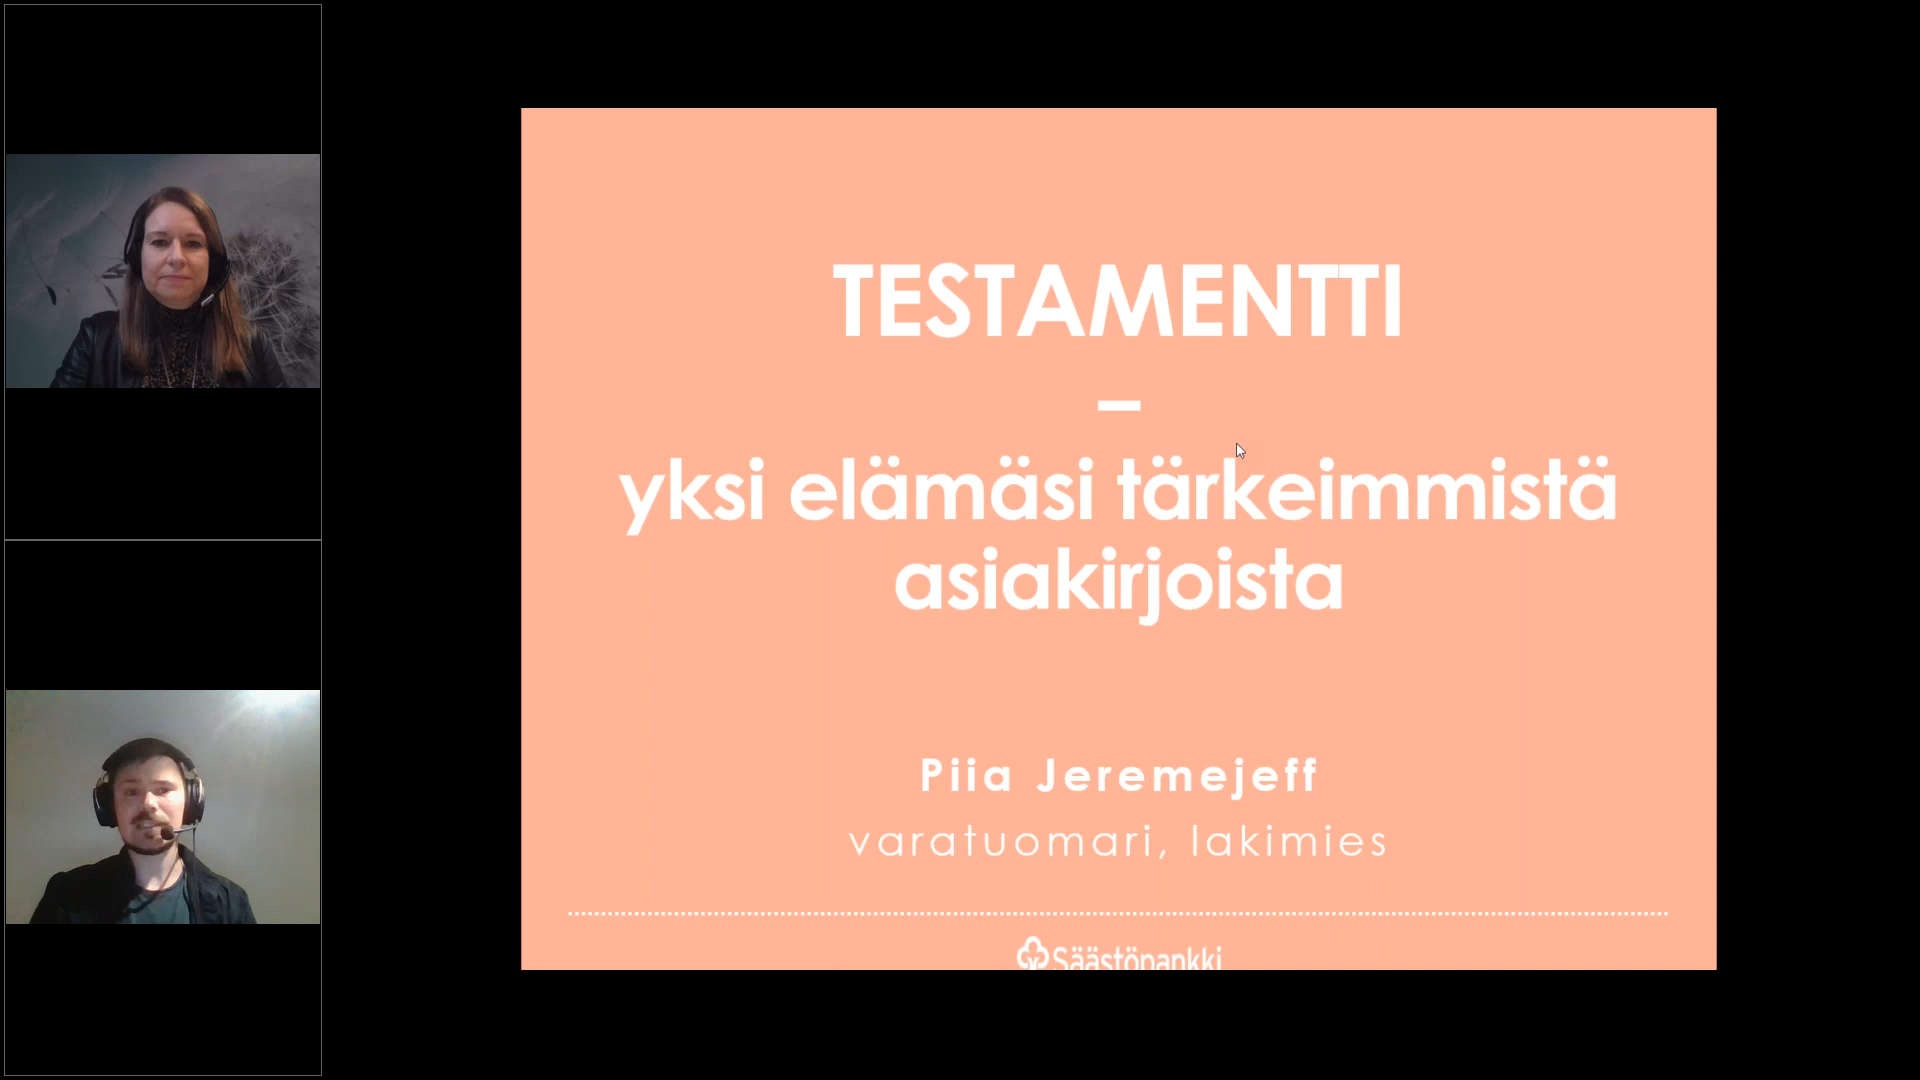 TESTAMENTTI
–
yksi elämäsi tärkeimmistä
asiakirjoista
Piia Jeremejeff
varatuomari, lakimies
Säästöpankki